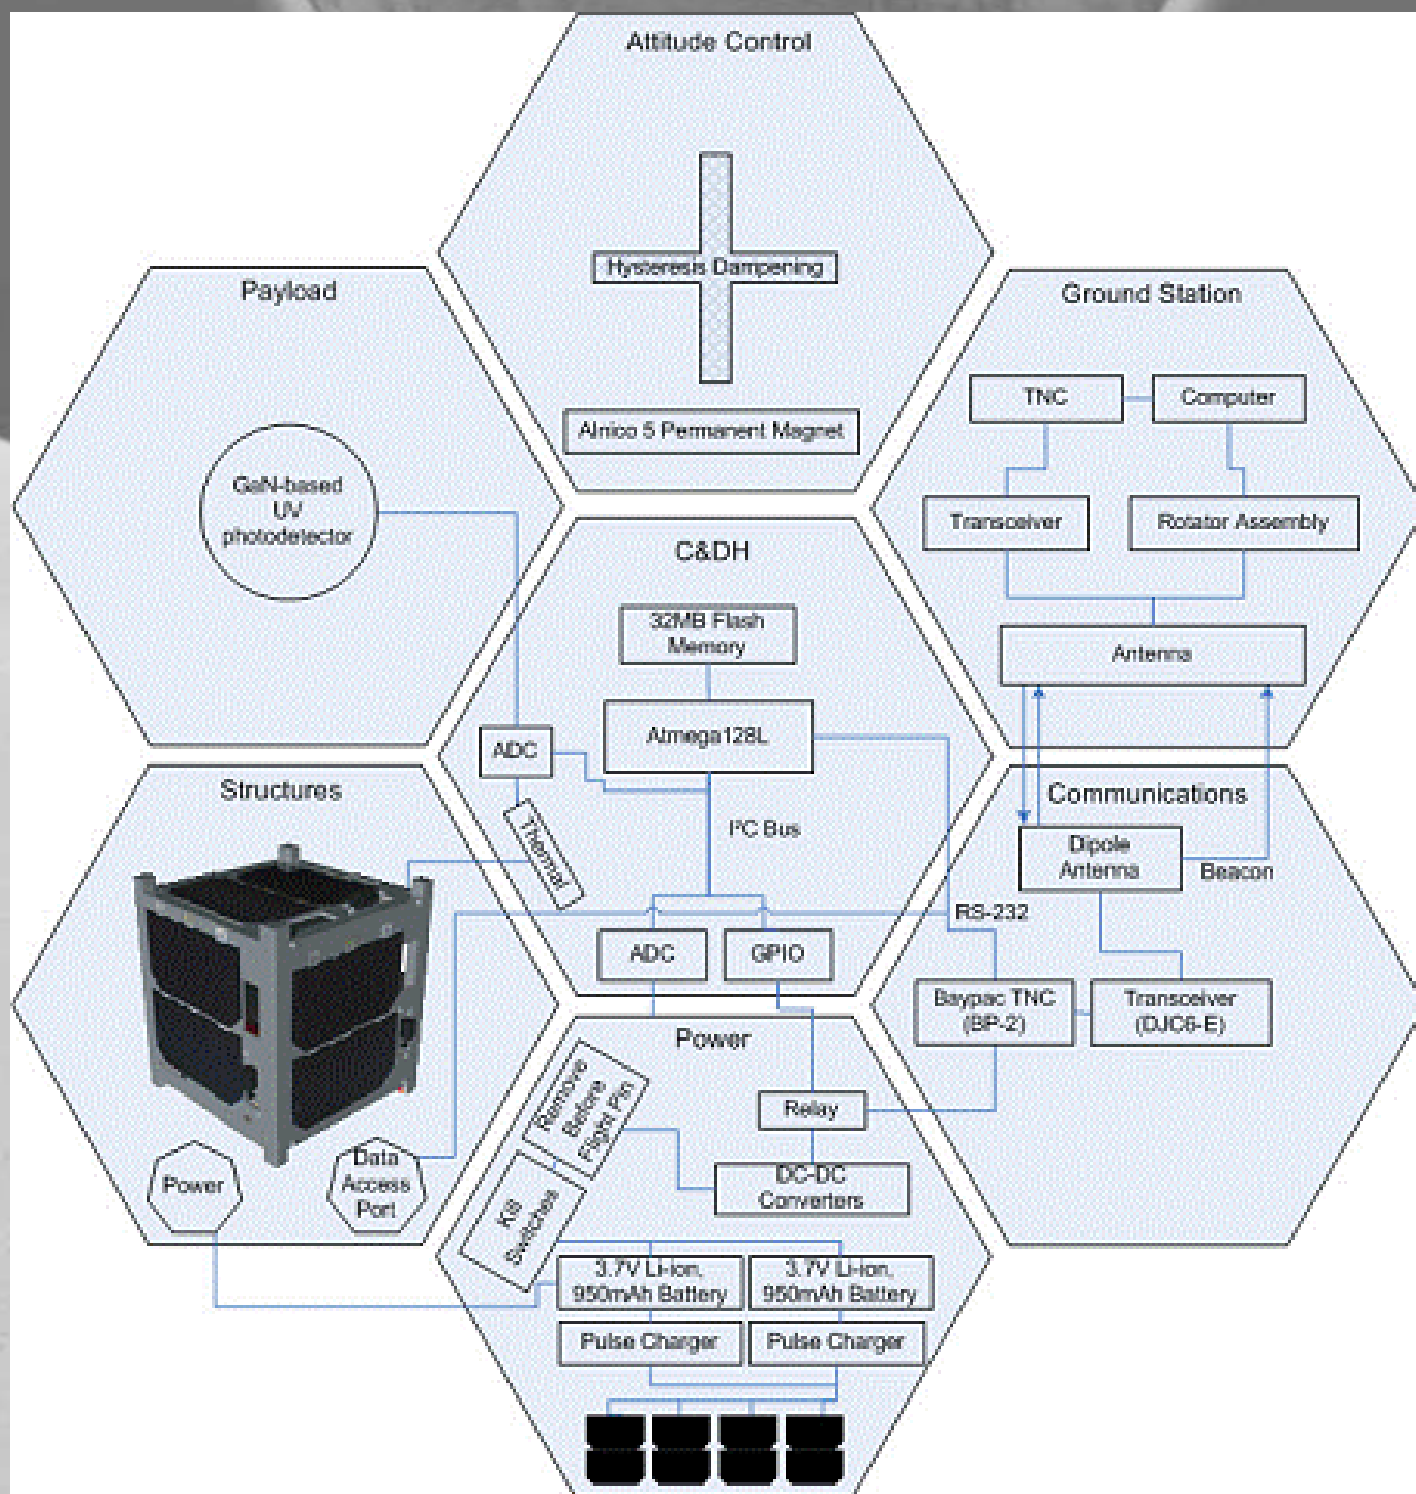 Attitude Control
Hysteresis Dampening
Alnico 5 Permanent Magnet
Payload
GaN-based
UV
photodetector
Ground Station
TNC
Computer
Transceiver
Rotator Assembly
Antenna
C&DH
32MB Flash
Memory
Atmega128L
ADC
Thermal
I²C Bus
ADC
GPIO
RS-232
Structures
Power
Data
Access
Port
Communications
Dipole
Antenna
Beacon
Baypac TNC
(BP-2)
Transceiver
(DJC6-E)
Power
Remove
Before
Flight Pin
Kill
Switches
Relay
DC-DC
Converters
3.7V Li-ion,
950mAh Battery
3.7V Li-ion,
950mAh Battery
Pulse Charger
Pulse Charger